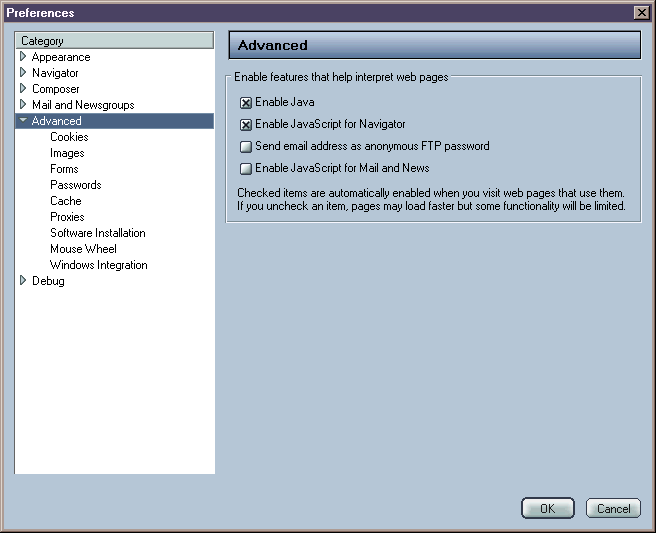 Preferences
Category
Appearance
Navigator
Composer
Mail and Newsgroups
Advanced
Cookies
Images
Forms
Passwords
Cache
Proxies
Software Installation
Mouse Wheel
Windows Integration
Debug
Advanced
Enable features that help interpret web pages
Enable Java
Enable JavaScript for Navigator
Send email address as anonymous FTP password
Enable JavaScript for Mail and News
Checked items are automatically enabled when you visit web pages that use them.
If you uncheck an item, pages may load faster but some functionality will be limited.
OK
Cancel